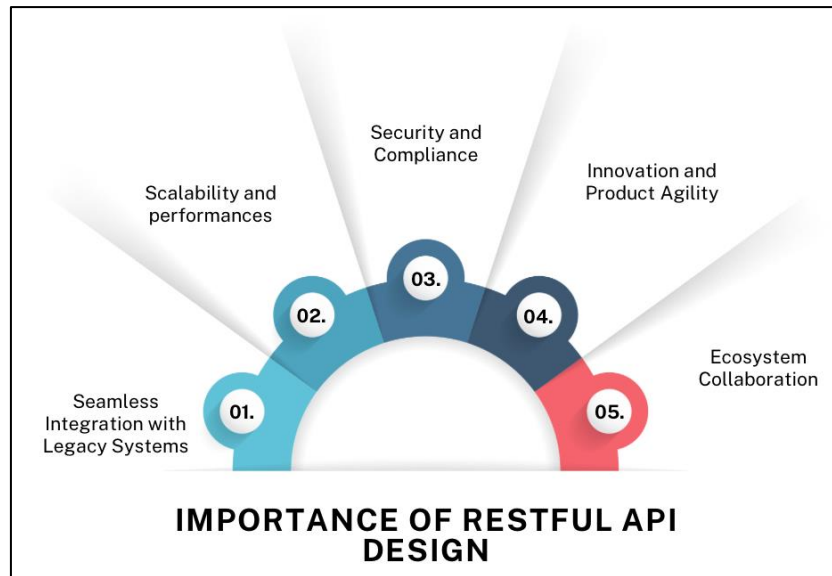 01.
Seamless
Integration with
Legacy Systems
02.
Scalability and
performances
03.
Security and
Compliance
04.
Innovation and
Product Agility
05.
Ecosystem
Collaboration
IMPORTANCE OF RESTFUL API
DESIGN